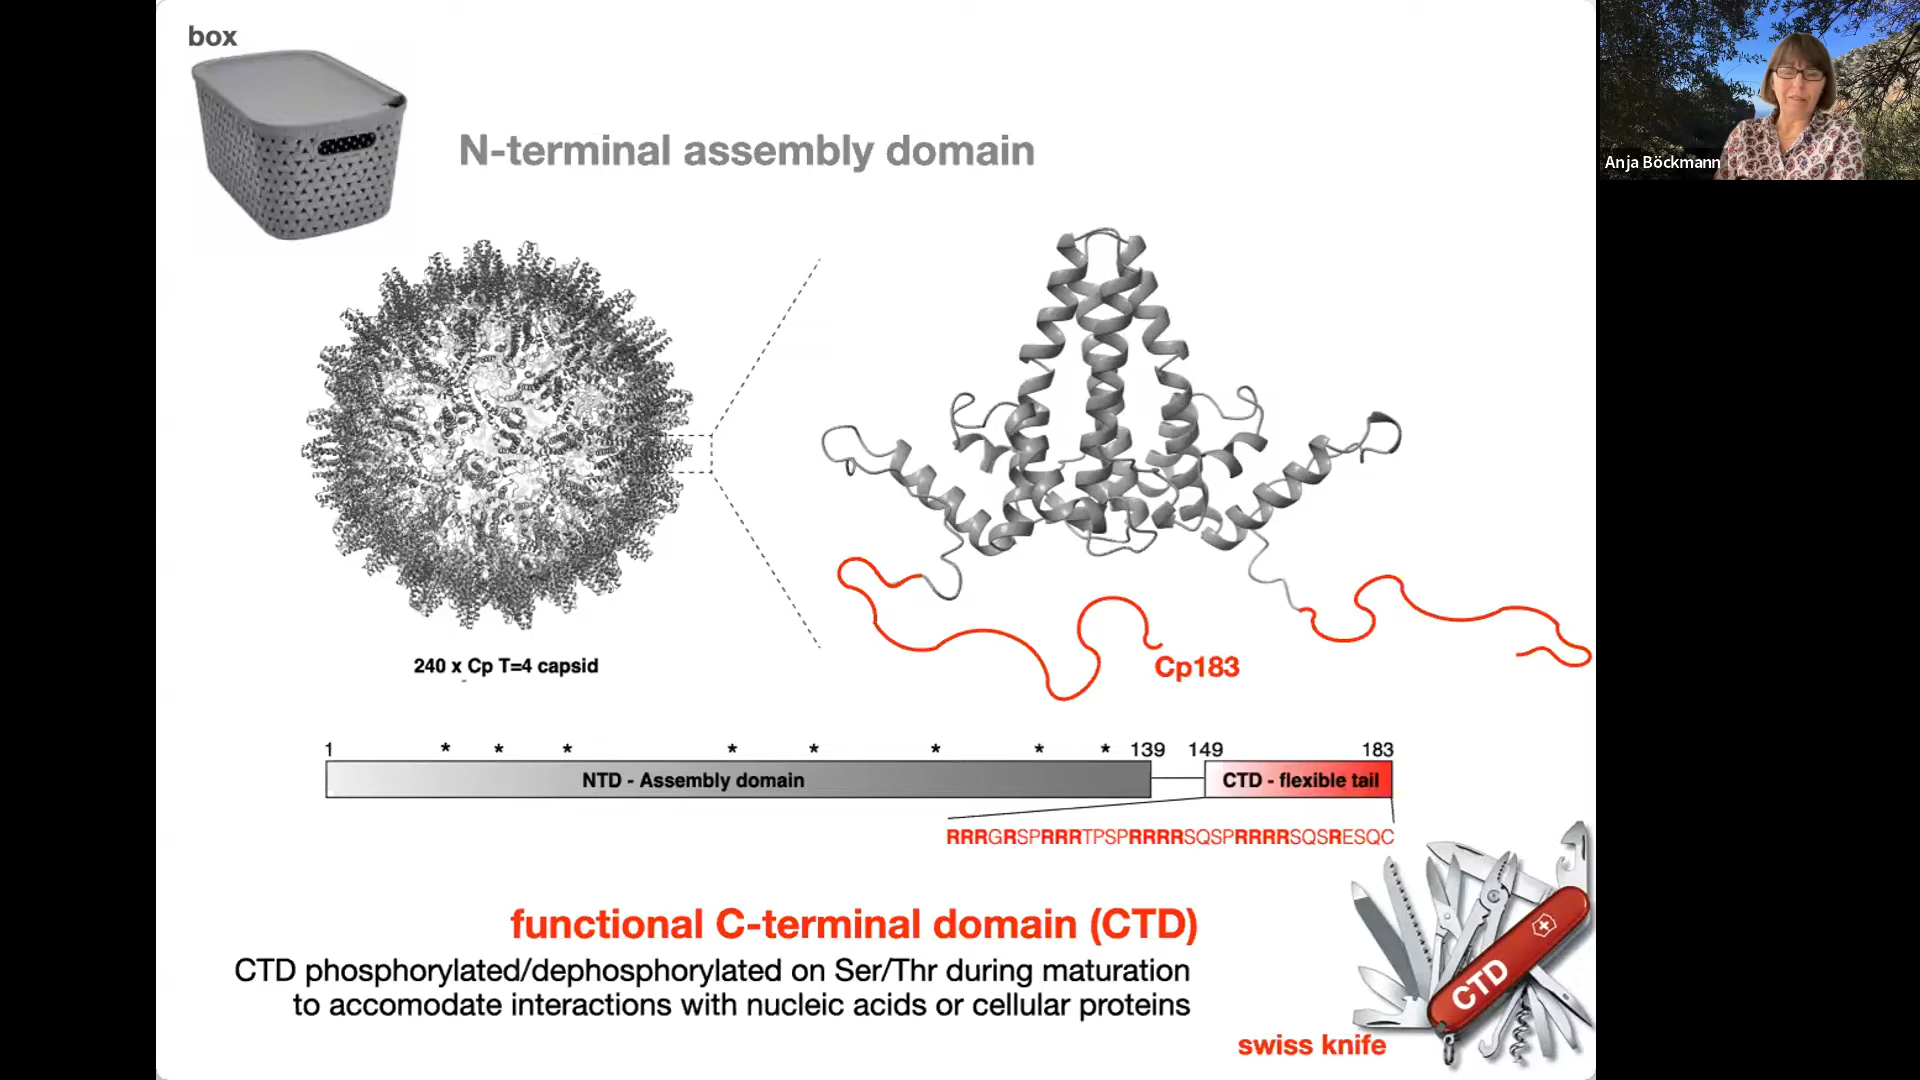 box
N-terminal assembly domain
Anja Böckmann
240 x Cp T=4 capsid
Cp183
1 * * * * * * * * 139 149 183
NTD - Assembly domain
CTD - flexible tail
RRRGRSPRRRTPSPRRRRSQSPRRRRSQSRESQC
functional C-terminal domain (CTD)
CTD phosphorylated/dephosphorylated on Ser/Thr during maturation
to accomodate interactions with nucleic acids or cellular proteins
CTD
swiss knife